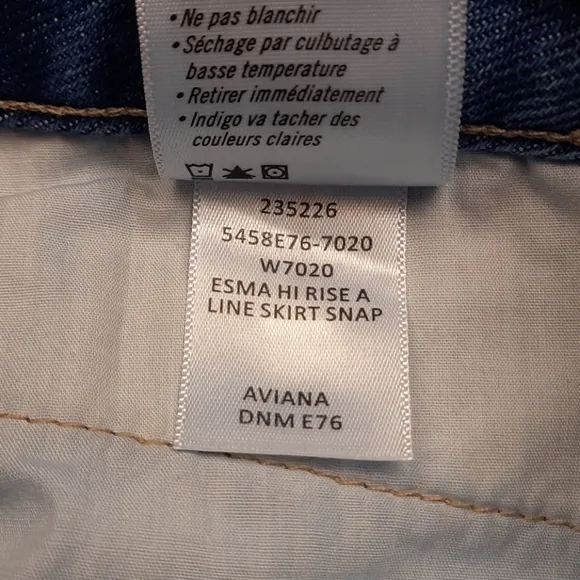 • Ne pas blanchir
• Séchage par culbutage à
basse temperature
• Retirer immédiatement
• Indigo va tacher des
couleurs claires
235226
5458E76-7020
W7020
ESMA HI RISE A
LINE SKIRT SNAP
AVIANA
DNM E76